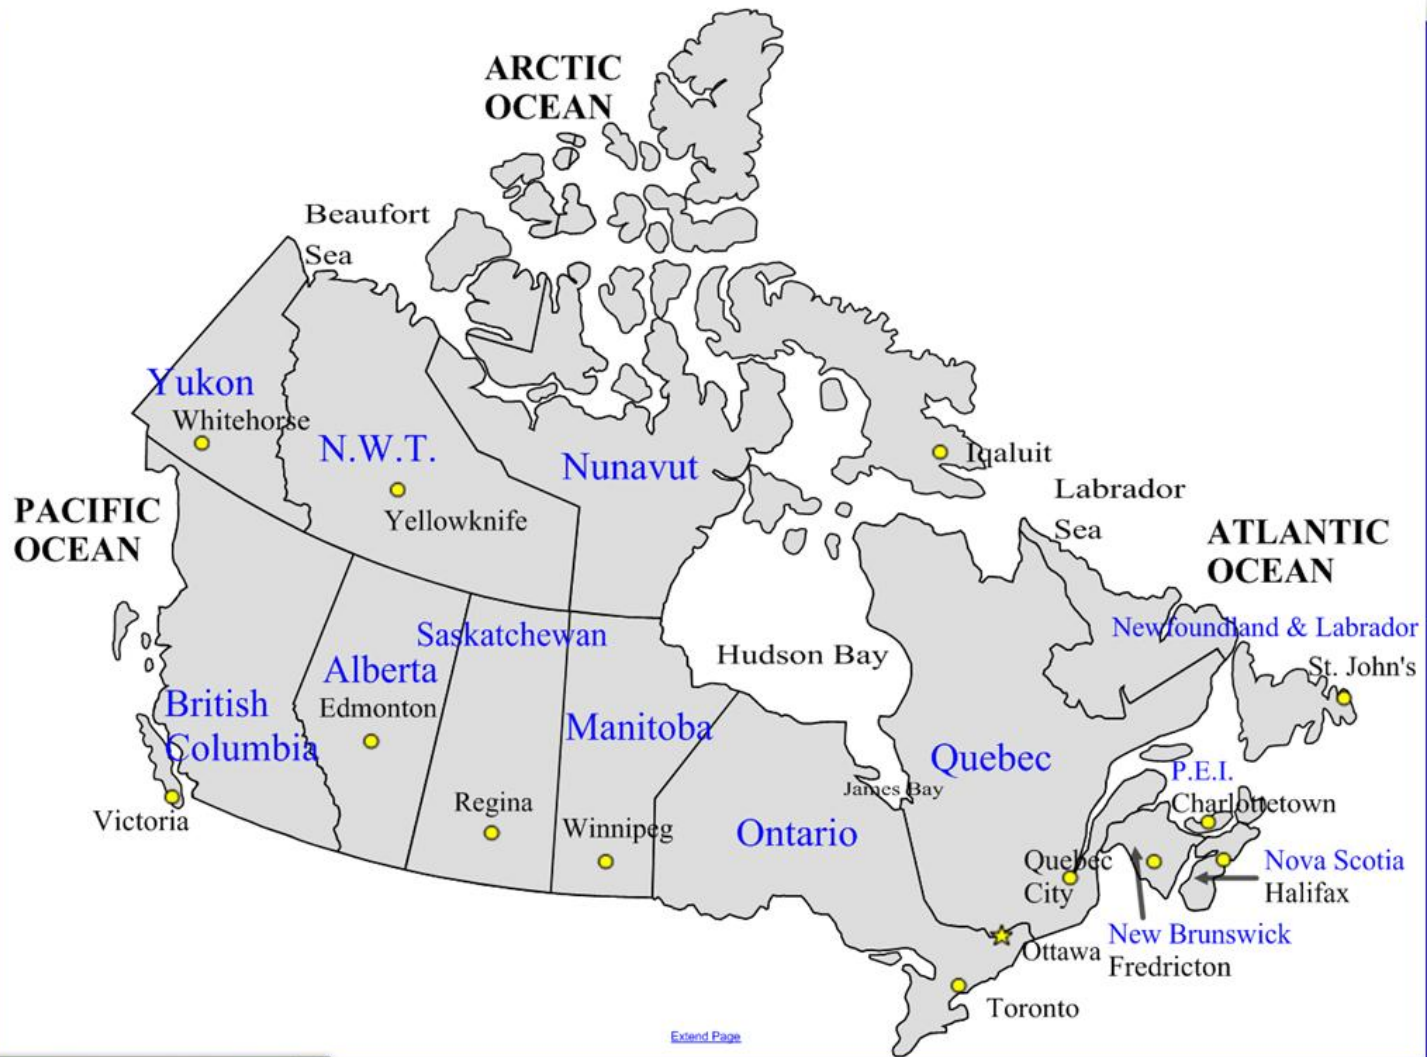 ARCTIC
OCEAN
Beaufort
Sea
Yukon
Whitehorse
N.W.T.
Yellowknife
Nunavut
Iqaluit
Labrador
Sea
PACIFIC
OCEAN
ATLANTIC
OCEAN
Newfoundland & Labrador
St. John's
Saskatchewan
Hudson Bay
Alberta
Edmonton
British
Columbia
Manitoba
Quebec
P.E.I.
Charlottetown
James Bay
Victoria
Regina
Winnipeg
Ontario
Quebec
City
Nova Scotia
Halifax
New Brunswick
Fredricton
Ottawa
Toronto
Extend Page